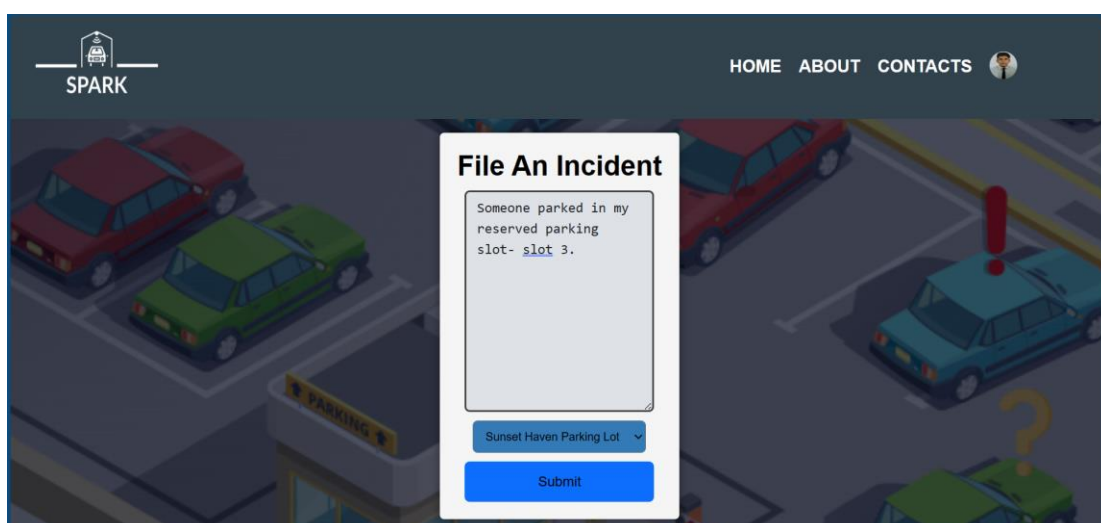 SPARK
HOME ABOUT CONTACTS
File An Incident
Someone parked in my
reserved parking
slot- slot 3.
PARKING
Sunset Haven Parking Lot
Submit